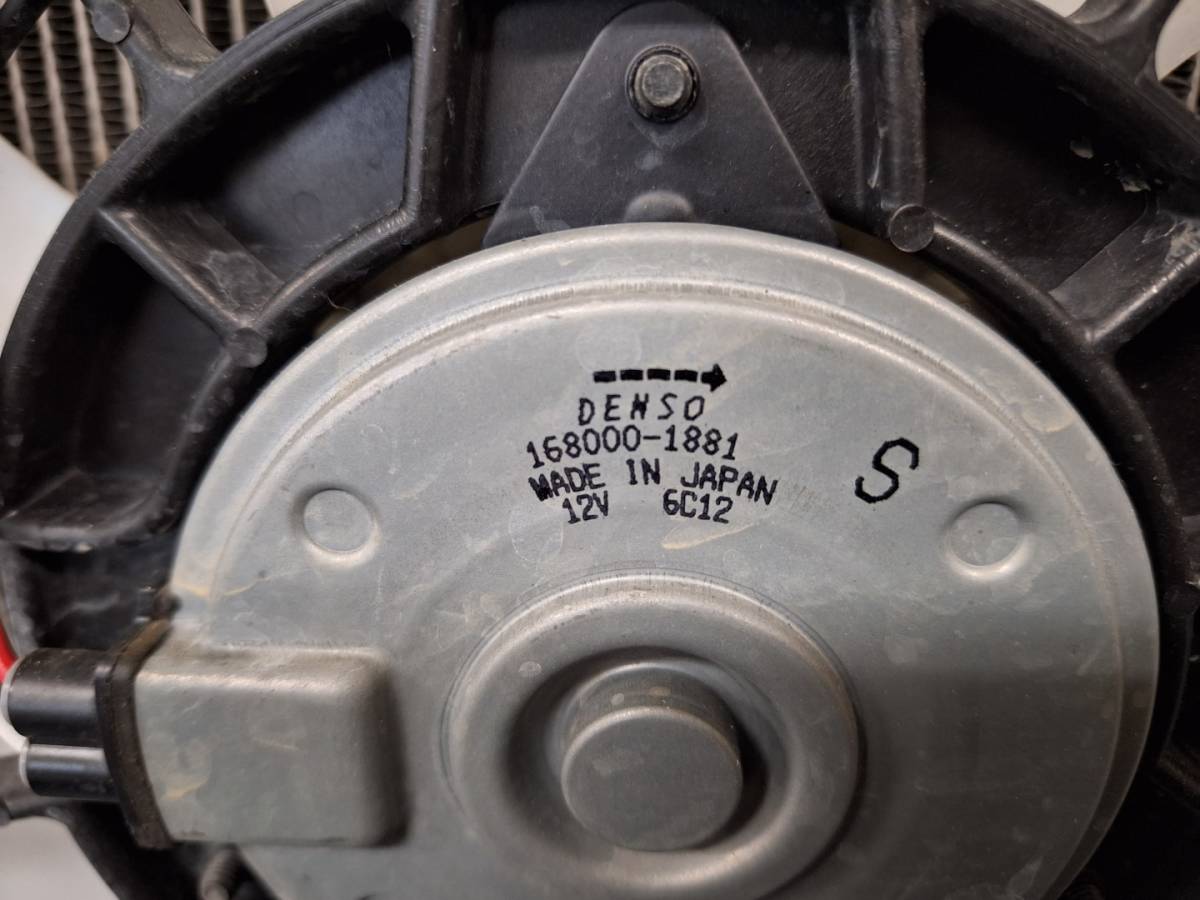 DENSO
168000-1881
MADE IN JAPAN
12V 6C12
S